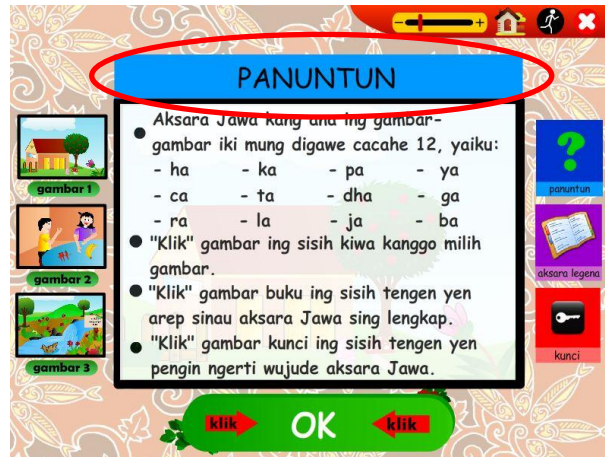 PANUNTUN
Aksara Jawa kang ana ing gambar-
gambar iki mung digawe cacahe 12, yaiku:
- ha - ka - pa - ya
- ca - ta - dha - ga
- ra - la - ja - ba
"Klik" gambar ing sisih kiwa kanggo milih
gambar.
"Klik" gambar buku ing sisih tengen yen
arep sinau aksara Jawa sing lengkap.
"Klik" gambar kunci ing sisih tengen yen
pengin ngerti wujude aksara Jawa.
gambar 1
gambar 2
gambar 3
panuntun
aksara legena
kunci
klik OK klik